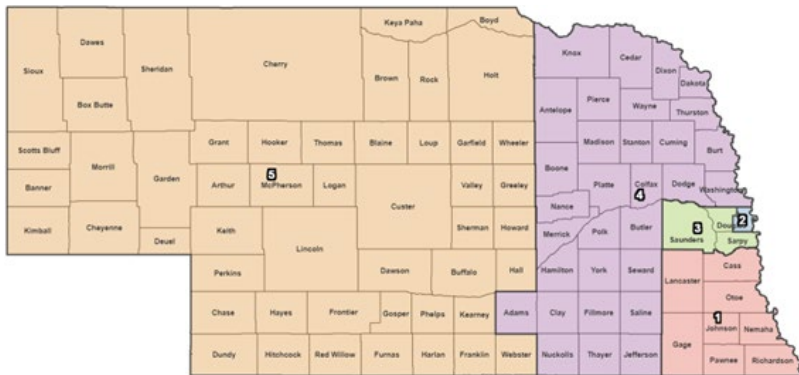 Boyd
Keya Paha
Knox
Cedar
Dawes
Sioux
Sheridan
Cherry
Brown
Rock
Holt
Dixon
Dakota
Box Butte
Antelope
Pierce
Wayne
Thurston
Scotts Bluff
Grant
Hooker
Thomas
Blaine
Loup
Garfield
Wheeler
Madison
Stanton
Cuming
Burt
Morrill
Banner
Garden
5
Arthur
McPherson
Logan
Custer
Valley
Greeley
Boone
Platte
Colfax
4
Dodge
Washington
Nance
Kimball
Cheyenne
Deuel
Keith
Lincoln
Sherman
Howard
Merrick
Polk
Butler
Saunders
3
Doug
2
Sarpy
Perkins
Dawson
Buffalo
Hall
Hamilton
York
Seward
Lancaster
Cass
Otoe
Chase
Hayes
Frontier
Gosper
Phelps
Kearney
Adams
Clay
Fillmore
Saline
1
Johnson
Nemaha
Gage
Dundy
Hitchcock
Red Willow
Furnas
Harlan
Franklin
Webster
Nuckolls
Thayer
Jefferson
Pawnee
Richardson